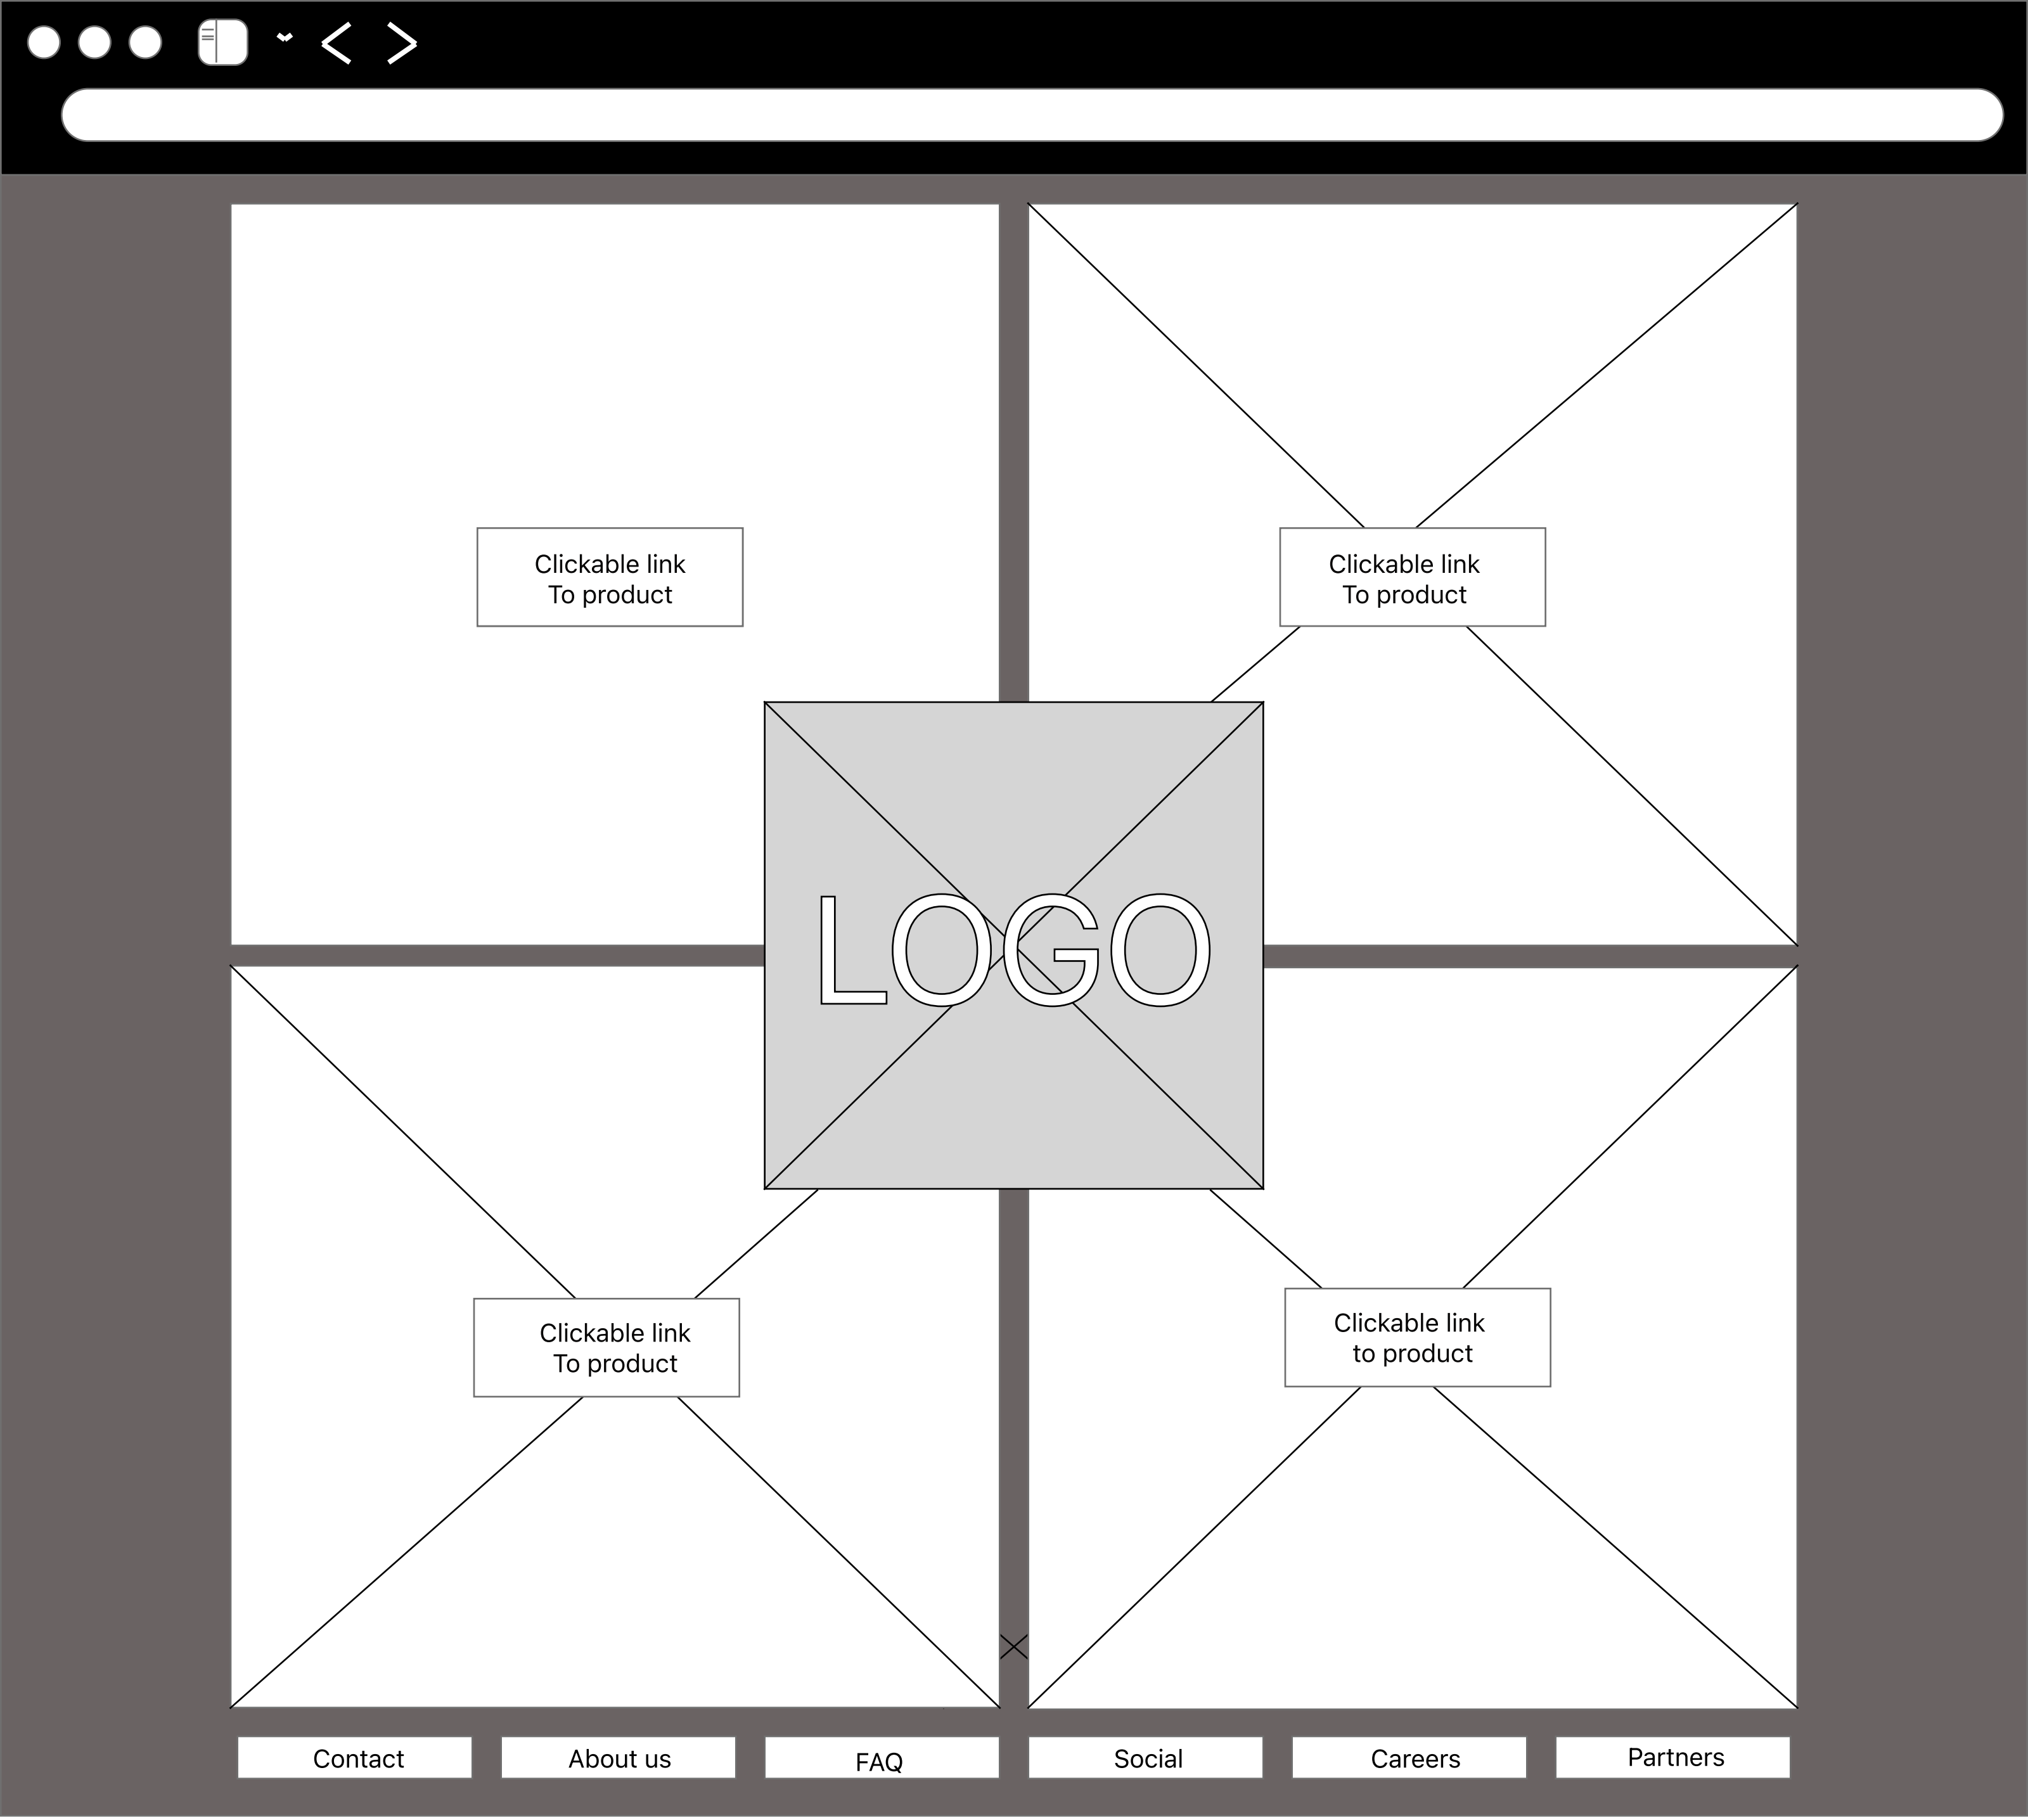 Clickable link
To product
Clickable link
To product
LOGO
Clickable link
To product
Clickable link
to product
Contact
About us
FAQ
Social
Careers
Partners